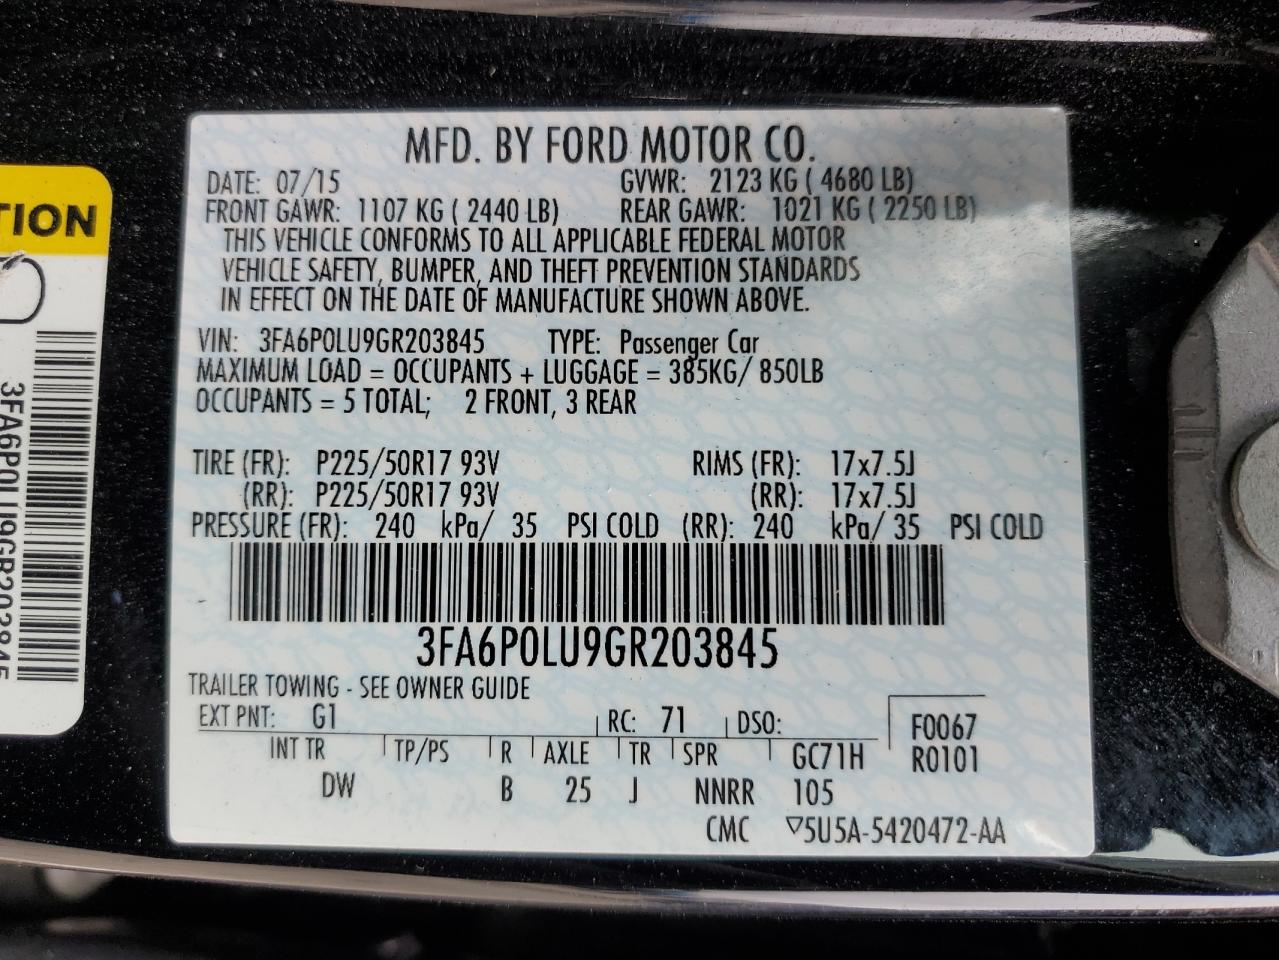 MFD. BY FORD MOTOR CO.
DATE: 07/15 GVWR: 2123 KG ( 4680 LB)
FRONT GAWR: 1107 KG ( 2440 LB) REAR GAWR: 1021 KG ( 2250 LB)
THIS VEHICLE CONFORMS TO ALL APPLICABLE FEDERAL MOTOR
VEHICLE SAFETY, BUMPER, AND THEFT PREVENTION STANDARDS
IN EFFECT ON THE DATE OF MANUFACTURE SHOWN ABOVE.
VIN: 3FA6P0LU9GR203845 TYPE: Passenger Car
MAXIMUM LOAD = OCCUPANTS + LUGGAGE = 385KG/ 850LB
OCCUPANTS = 5 TOTAL; 2 FRONT, 3 REAR
TIRE (FR): P225/50R17 93V RIMS (FR): 17x7.5J
(RR): P225/50R17 93V (RR): 17x7.5J
PRESSURE (FR): 240 kPa/ 35 PSI COLD (RR): 240 kPa/ 35 PSI COLD
3FA6P0LU9GR203845
TRAILER TOWING - SEE OWNER GUIDE
EXT PNT: G1 RC: 71 DSO: F0067
INT TR TP/PS R AXLE TR SPR GC71H R0101
DW B 25 J NNRR 105
CMC ▽5U5A-5420472-AA
TION
3FA6P0LU9GR203845